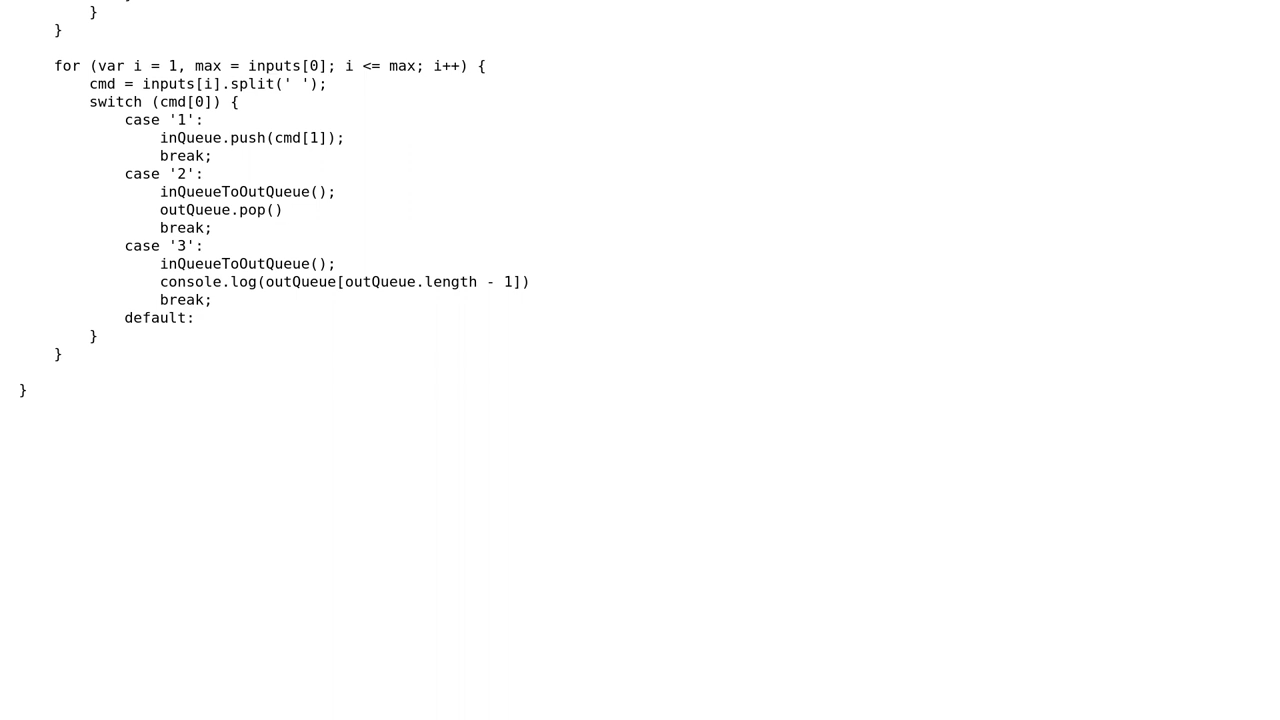 }
    }

    for (var i = 1, max = inputs[0]; i <= max; i++) {
        cmd = inputs[i].split(' ');
        switch (cmd[0]) {
            case '1':
                inQueue.push(cmd[1]);
                break;
            case '2':
                inQueueToOutQueue();
                outQueue.pop()
                break;
            case '3':
                inQueueToOutQueue();
                console.log(outQueue[outQueue.length - 1])
                break;
            default:
        }
    }

}